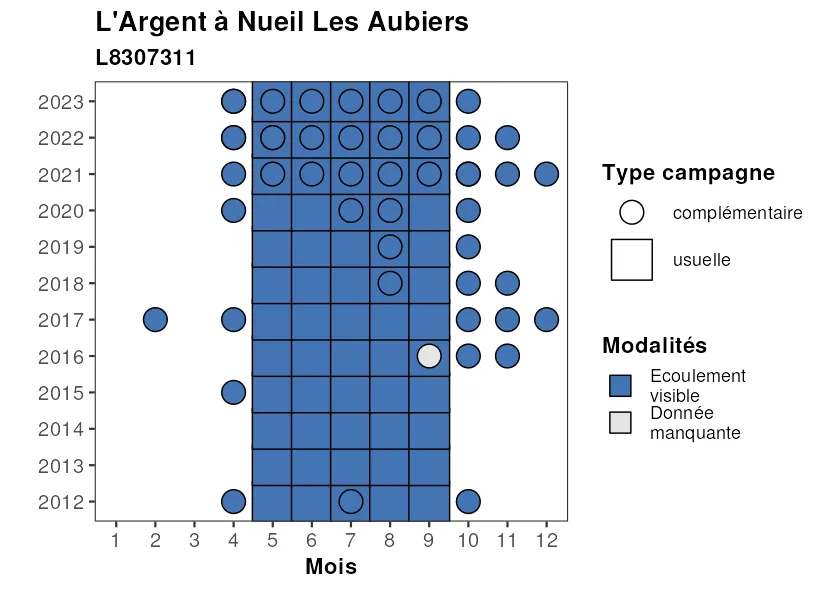 L'Argent à Nueil Les Aubiers
L8307311
2023
2022
2021
2020
2019
2018
2017
2016
2015
2014
2013
2012
1 2 3 4 5 6 7 8 9 10 11 12
Mois
Type campagne
complémentaire
usuelle
Modalités
Ecoulement
visible
Donnée
manquante